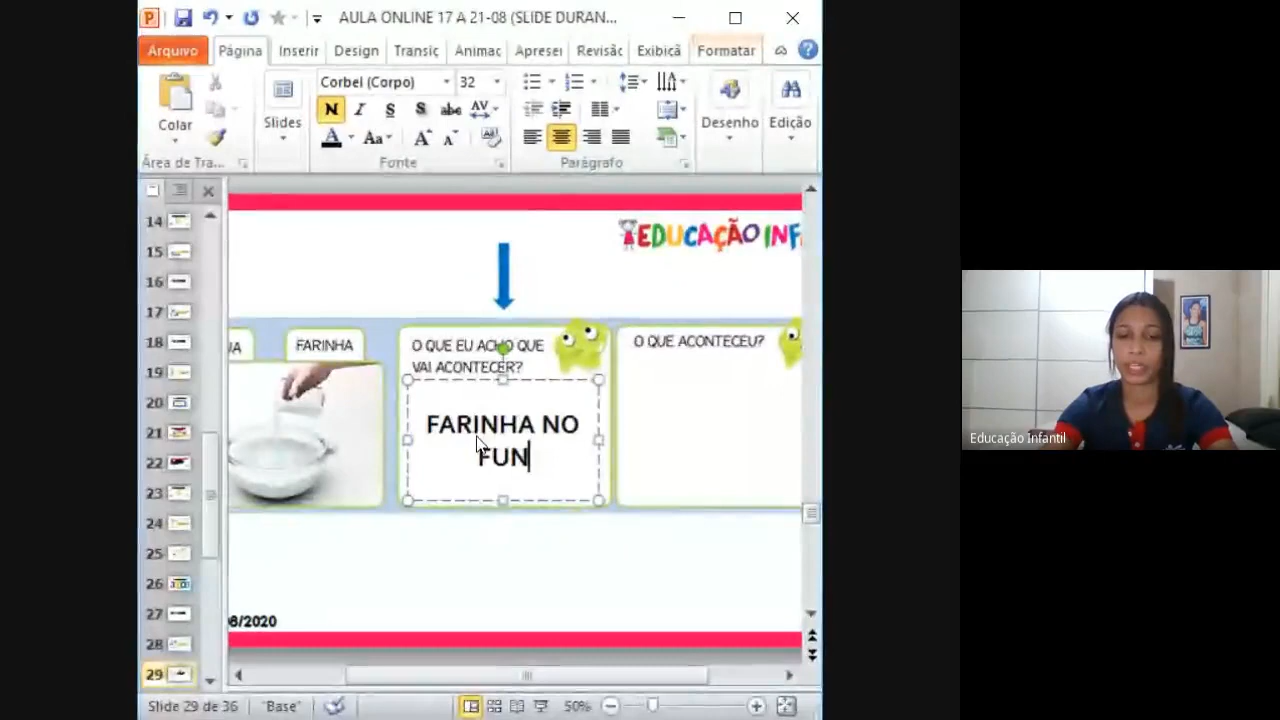 AULA ONLINE 17 A 21-08 (SLIDE DURAN...
Arquivo Página Inserir Design Transic Animac Apresei Revisão Exibicã Formatar
Corbel (Corpo) 32
Colar Slides N I S S abc AV Desenho Edição
A Aa A A
Área de Tra... Fonte Parágrafo
14
15
16
17
18
19
20
21
22
23
24
25
26
27
28
29
EDUCAÇÃO INF
FARINHA
O QUE EU ACHO QUE
VAI ACONTECER?
FARINHA NO
FUN
O QUE ACONTECEU?
/2020
Slide 29 de 36 "Base" 50%
Educação Infantil